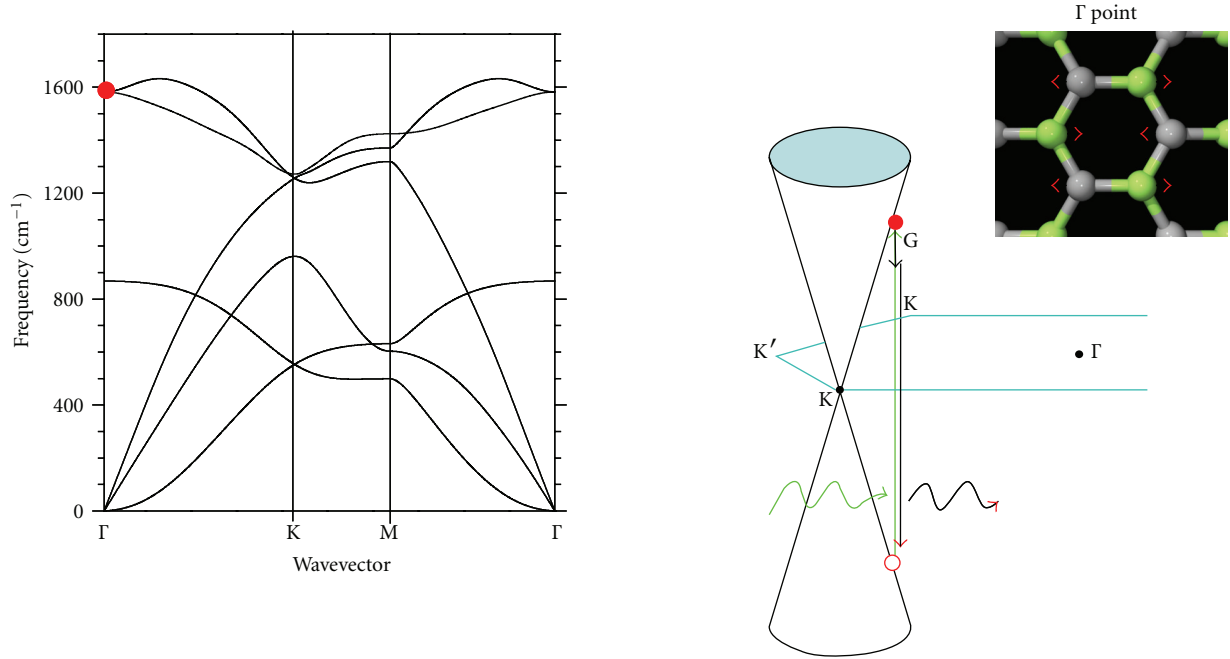 Γ point
1600
1200
800
400
0
Frequency (cm⁻¹)
Γ
K
M
Γ
Wavevector
G
K
K′
Γ
K